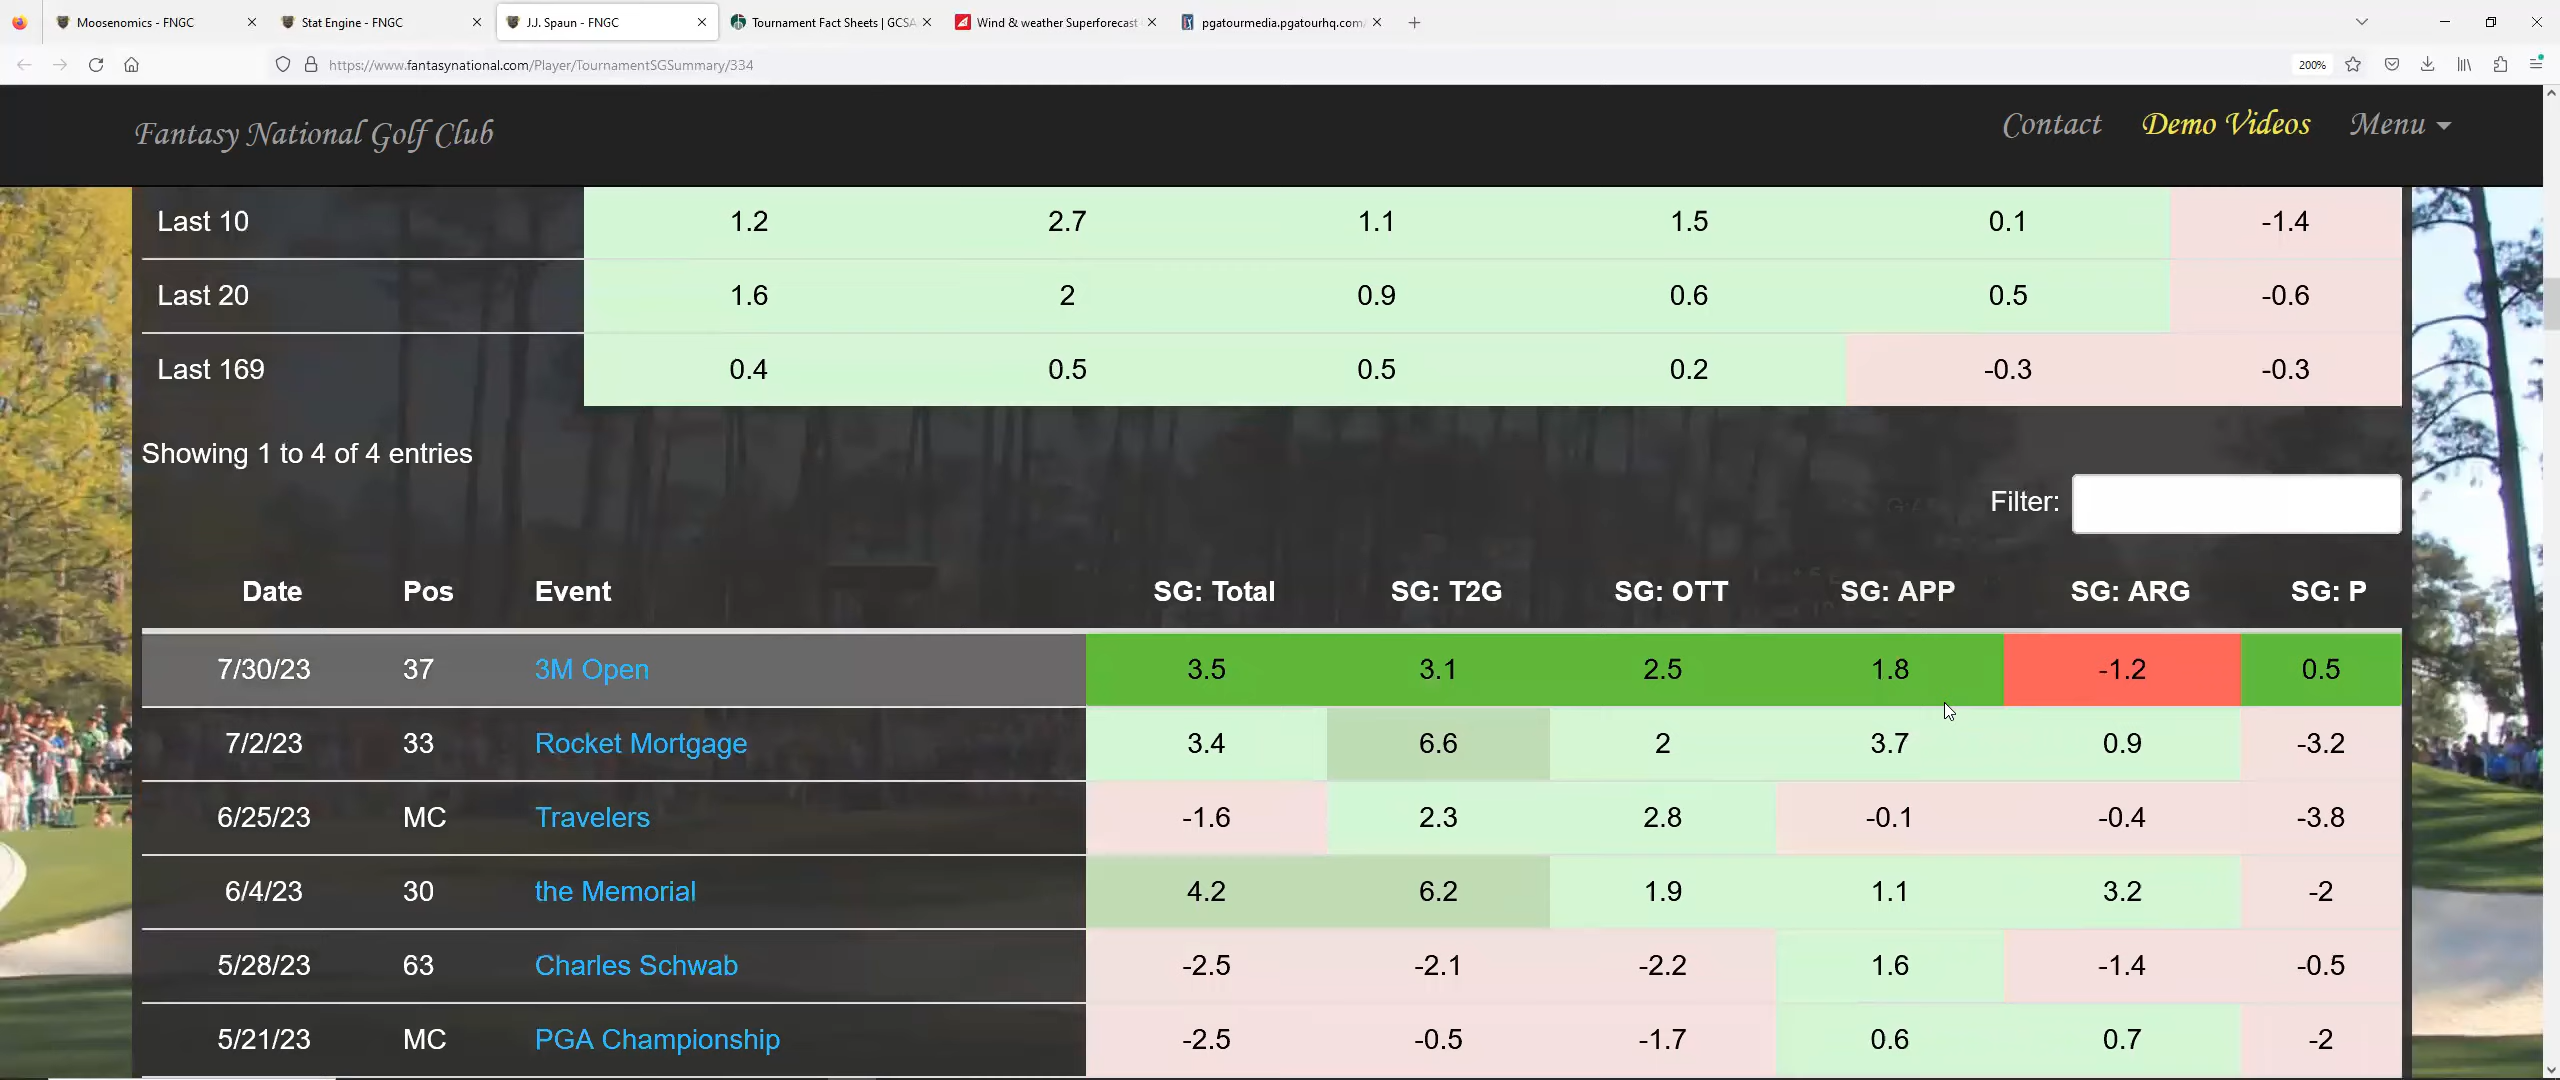 Moosenomics - FNGC
Stat Engine - FNGC
J.J. Spaun - FNGC
Tournament Fact Sheets | GCSA
Wind & weather Superforecast
pgatourmedia.pgatourhq.com/
https://www.fantasynational.com/Player/TournamentSGSummary/334
200%
Fantasy National Golf Club
Contact Demo Videos Menu
Last 10 1.2 2.7 1.1 1.5 0.1 -1.4
Last 20 1.6 2 0.9 0.6 0.5 -0.6
Last 169 0.4 0.5 0.5 0.2 -0.3 -0.3
Showing 1 to 4 of 4 entries
Filter:
Date Pos Event SG: Total SG: T2G SG: OTT SG: APP SG: ARG SG: P
7/30/23 37 3M Open 3.5 3.1 2.5 1.8 -1.2 0.5
7/2/23 33 Rocket Mortgage 3.4 6.6 2 3.7 0.9 -3.2
6/25/23 MC Travelers -1.6 2.3 2.8 -0.1 -0.4 -3.8
6/4/23 30 the Memorial 4.2 6.2 1.9 1.1 3.2 -2
5/28/23 63 Charles Schwab -2.5 -2.1 -2.2 1.6 -1.4 -0.5
5/21/23 MC PGA Championship -2.5 -0.5 -1.7 0.6 0.7 -2